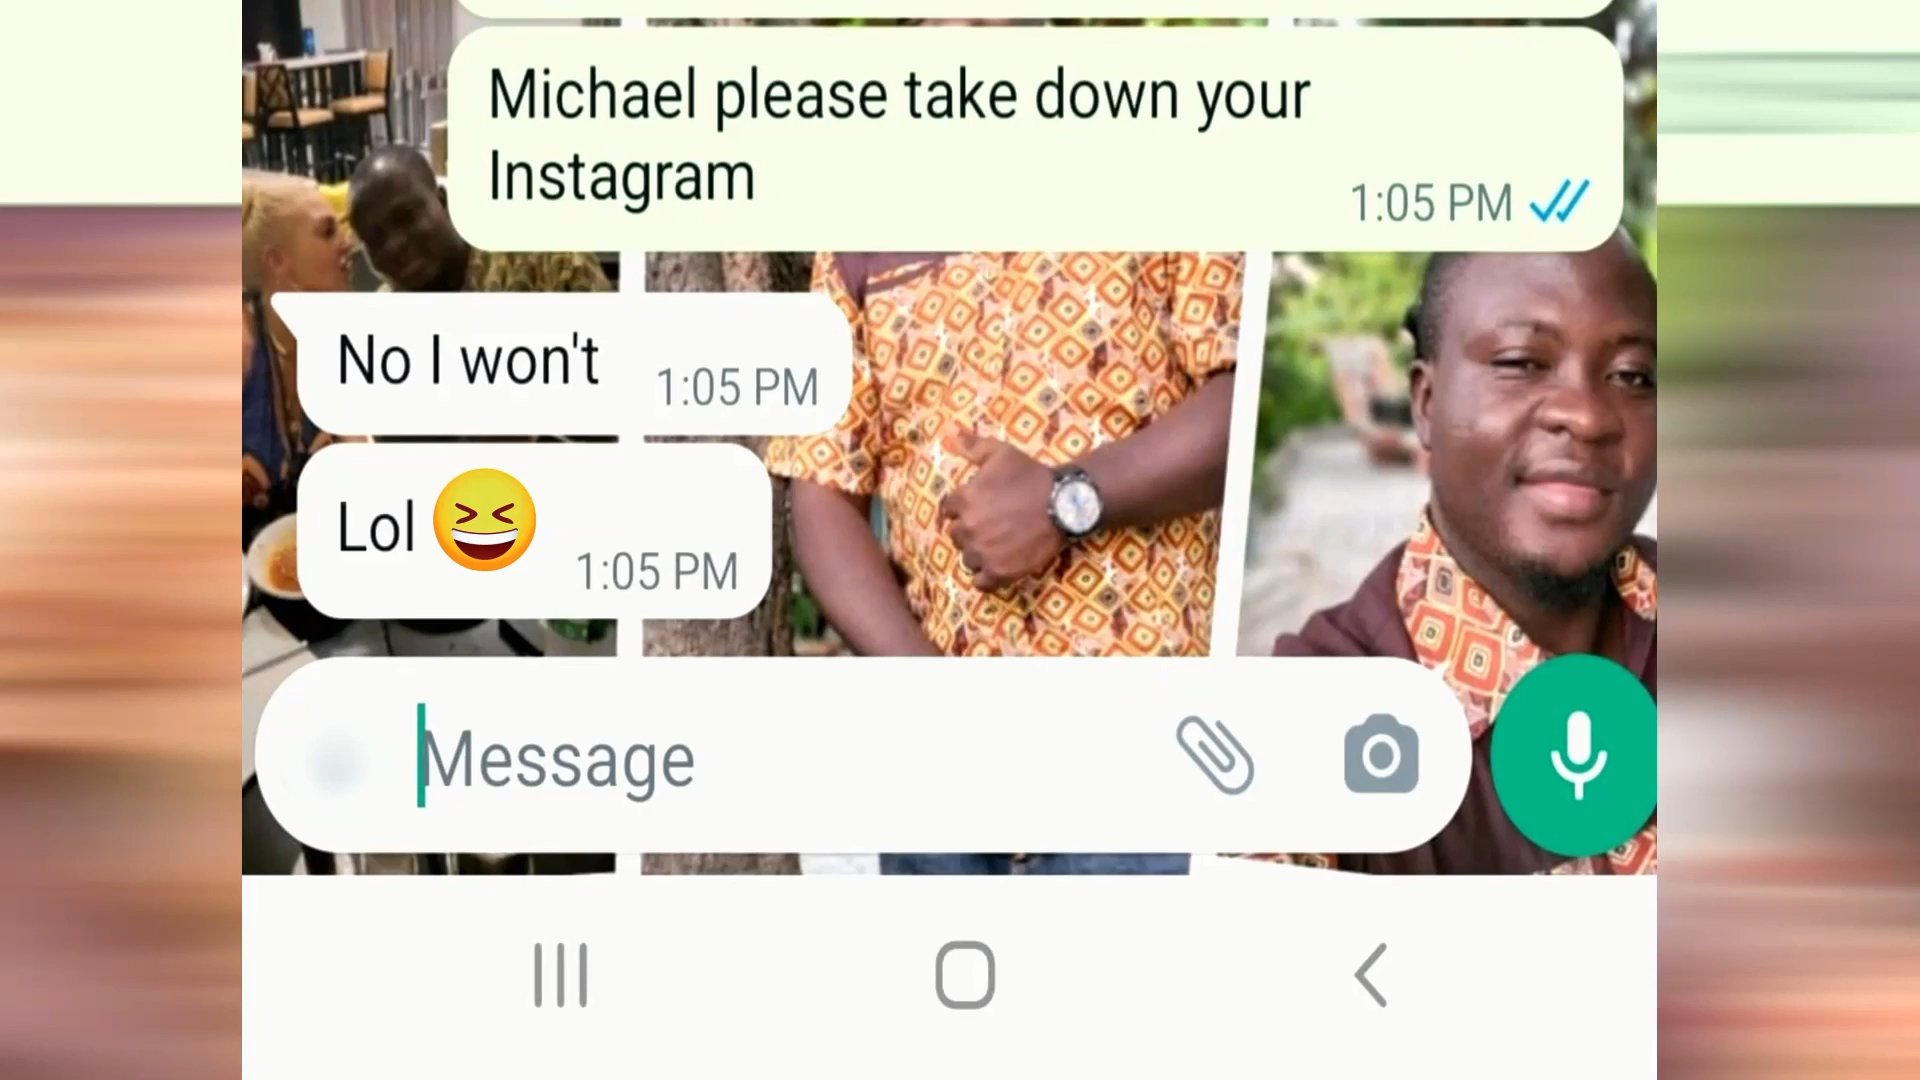 Michael please take down your
Instagram
1:05 PM
No I won't
1:05 PM
Lol 😆
1:05 PM
Message